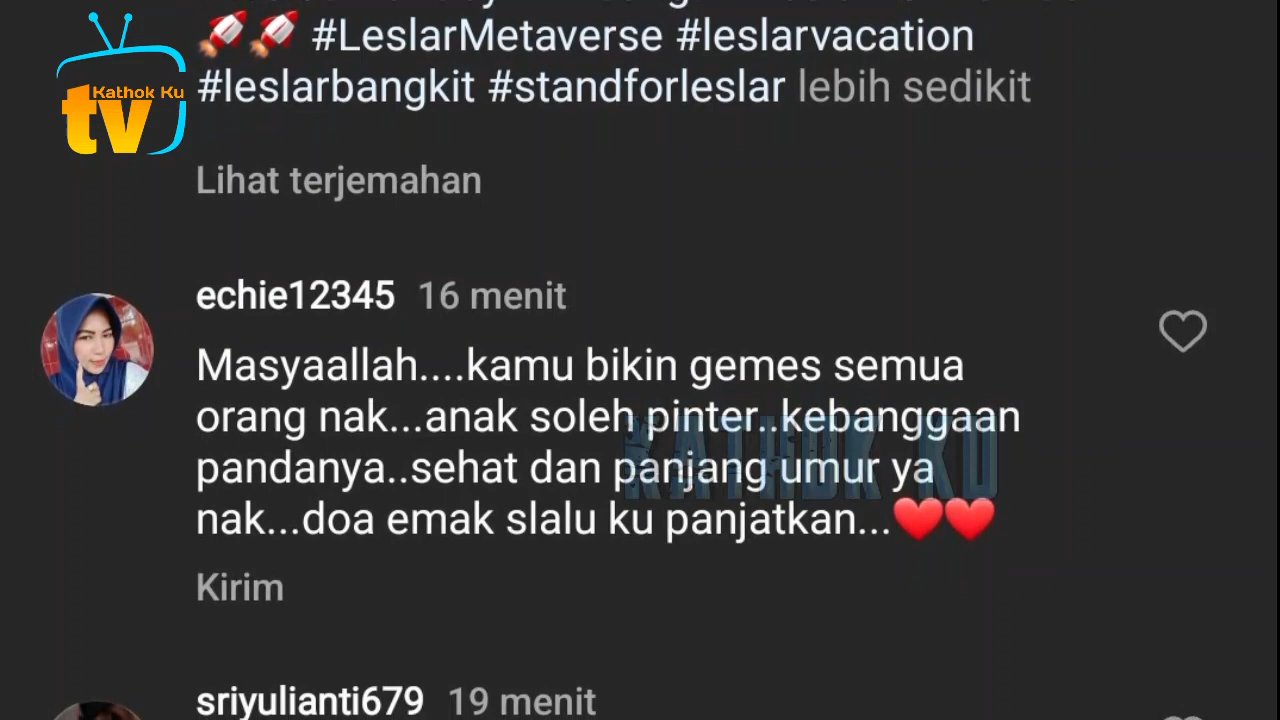 #LeslarMetaverse #leslarvacation
#leslarbangkit #standforleslar lebih sedikit
Kathok Ku
tv
Lihat terjemahan
echie12345 16 menit
Masyaallah....kamu bikin gemes semua
orang nak...anak soleh pinter..kebanggaan
pandanya..sehat dan panjang umur ya
nak...doa emak slalu ku panjatkan...
KATHOK KU
Kirim
sriyulianti679 19 menit